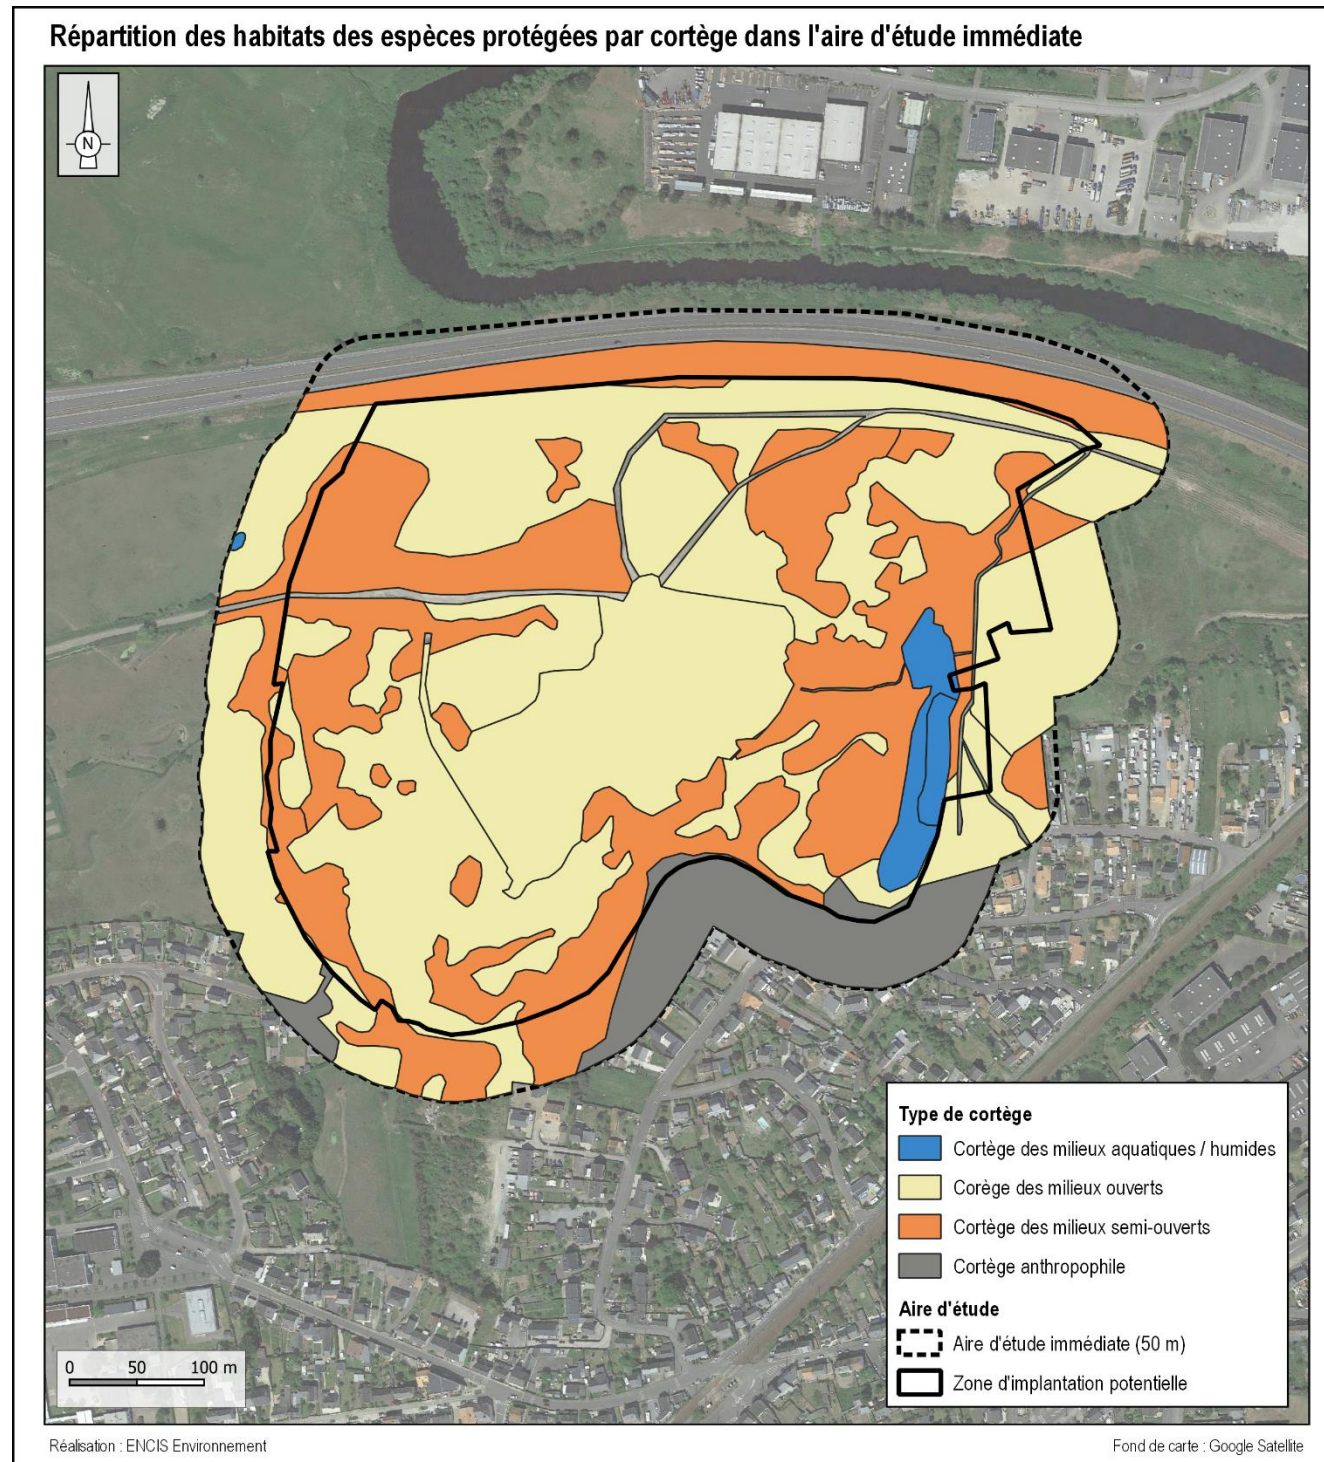 Répartition des habitats des espèces protégées par cortège dans l'aire d'étude immédiate
N
Type de cortège
Cortège des milieux aquatiques / humides
Corège des milieux ouverts
Cortège des milieux semi-ouverts
Cortège anthropophile
Aire d'étude
Aire d'étude immédiate (50 m)
Zone d'implantation potentielle
0 50 100 m
Réalisation : ENCIS Environnement
Fond de carte : Google Satellite